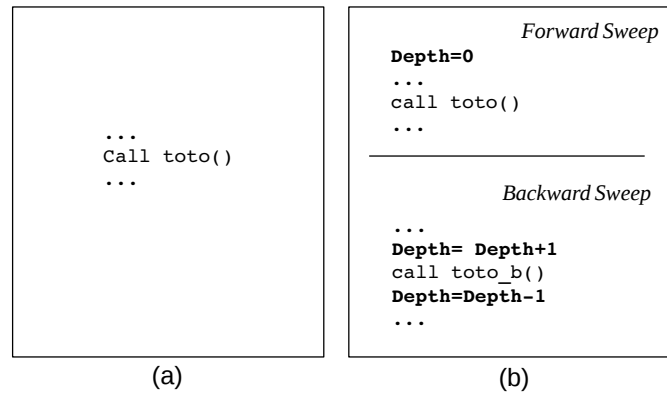 ...
Call toto()
...
(a)
Forward Sweep
Depth=0
...
call toto()
...
Backward Sweep
...
Depth= Depth+1
call toto_b()
Depth=Depth-1
...
(b)